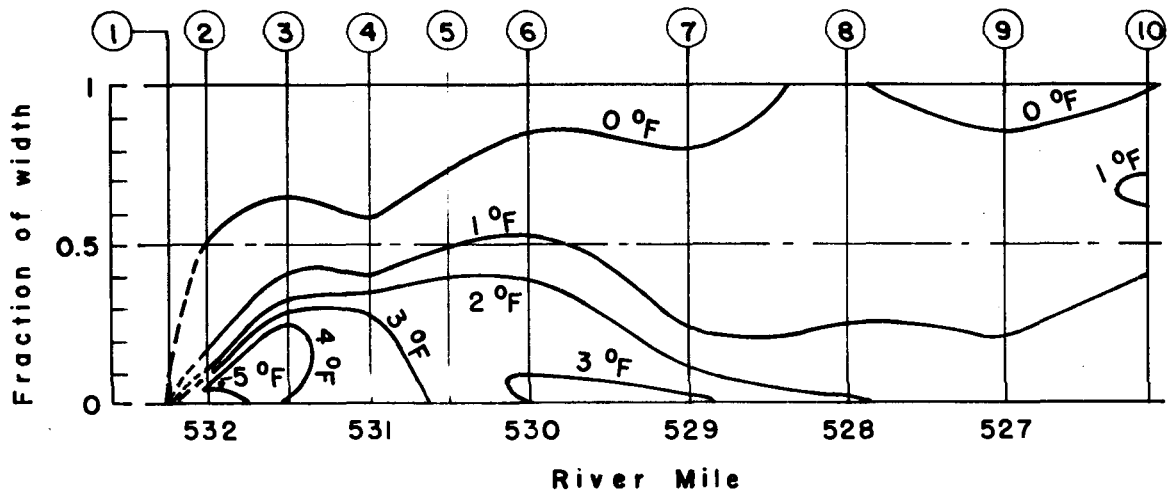 1 2 3 4 5 6 7 8 9 10
Fraction of width
1
0.5
0
0 °F
0 °F
1 °F
1 °F
2 °F
3 °F
3 °F
4 °F
5 °F
532 531 530 529 528 527
River Mile